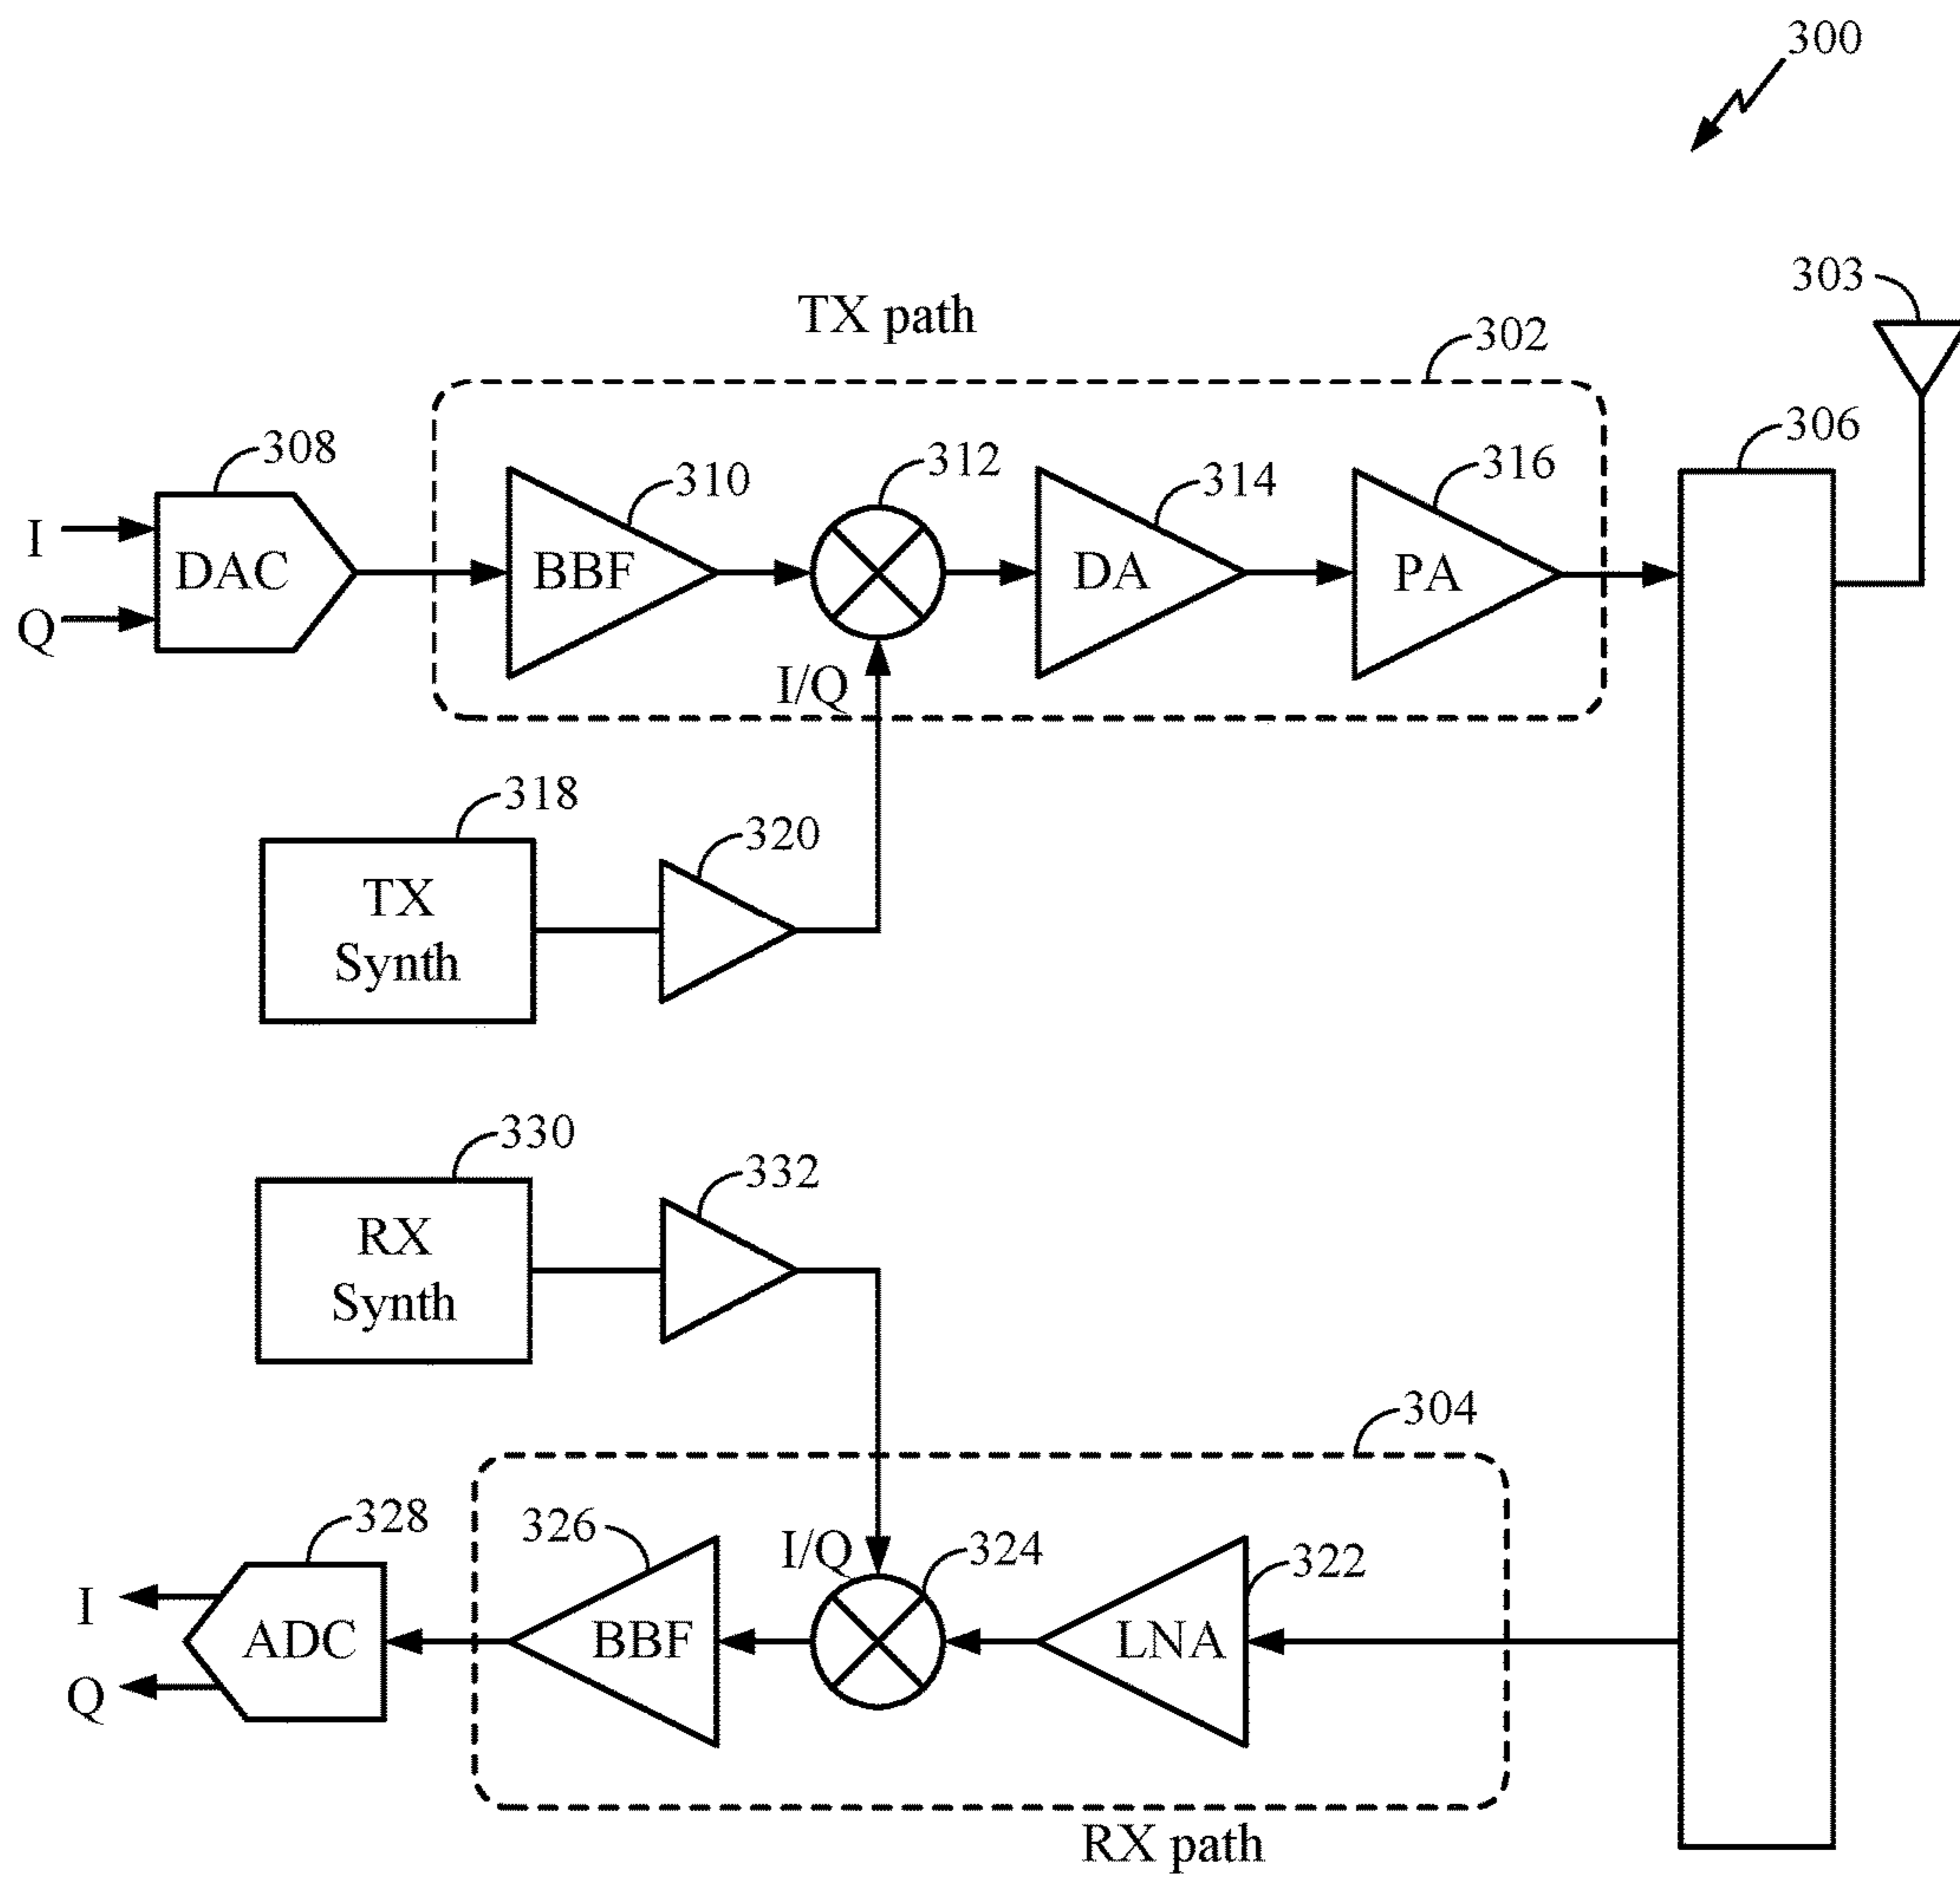 300
303
TX path
302
306
308
310
312
314
316
I
DAC
BBF
DA
PA
Q
I/Q
318
320
TX
Synth
330
332
RX
Synth
304
328
326
I/Q
324
322
I
ADC
BBF
LNA
Q
RX path